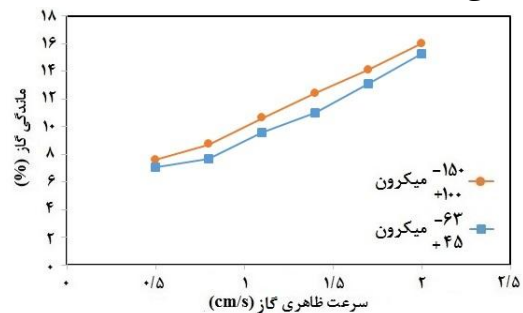 ۱۸
۱۶
۱۴
۱۲
۱۰
۸
۶
۴
۲
۰
ماندگی گاز (%)
۰ ۰/۵ ۱ ۱/۵ ۲ ۲/۵
سرعت ظاهری گاز (cm/s)
-۱۵۰
+۱۰۰ میکرون
-۶۳
+۴۵ میکرون